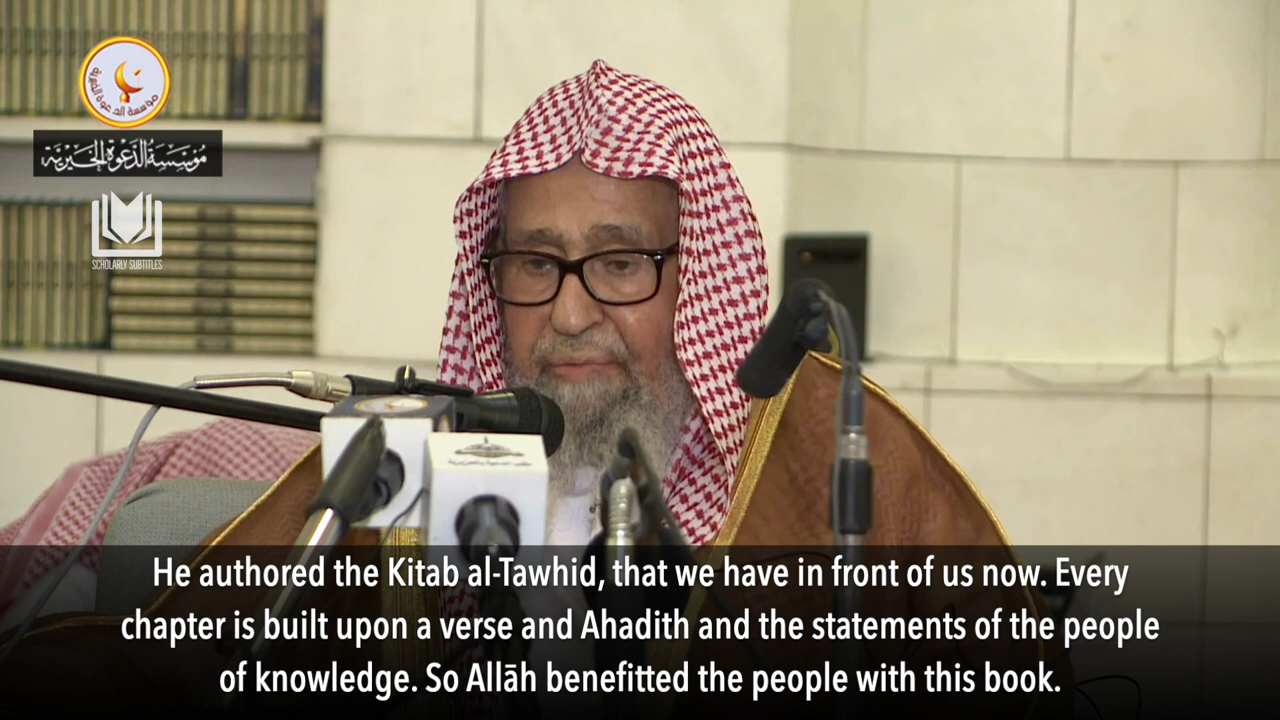 مؤسسة الدعوة الخيرية
مُؤَسَّسَةُ الدَّعْوَةِ الخَيْرِيَّة
SCHOLARLY SUBTITLES
He authored the Kitab al-Tawhid, that we have in front of us now. Every
chapter is built upon a verse and Ahadith and the statements of the people
of knowledge. So Allāh benefitted the people with this book.